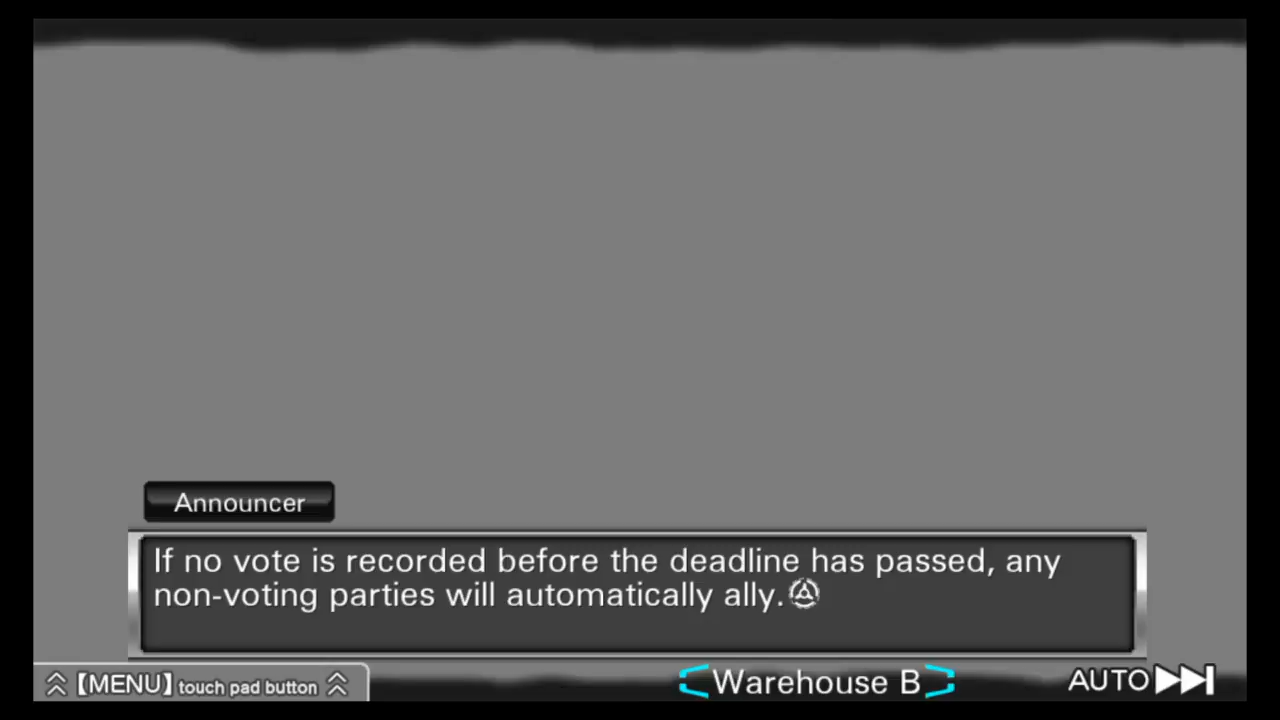 Announcer
If no vote is recorded before the deadline has passed, any
non-voting parties will automatically ally.
【MENU】touch pad button
Warehouse B
AUTO